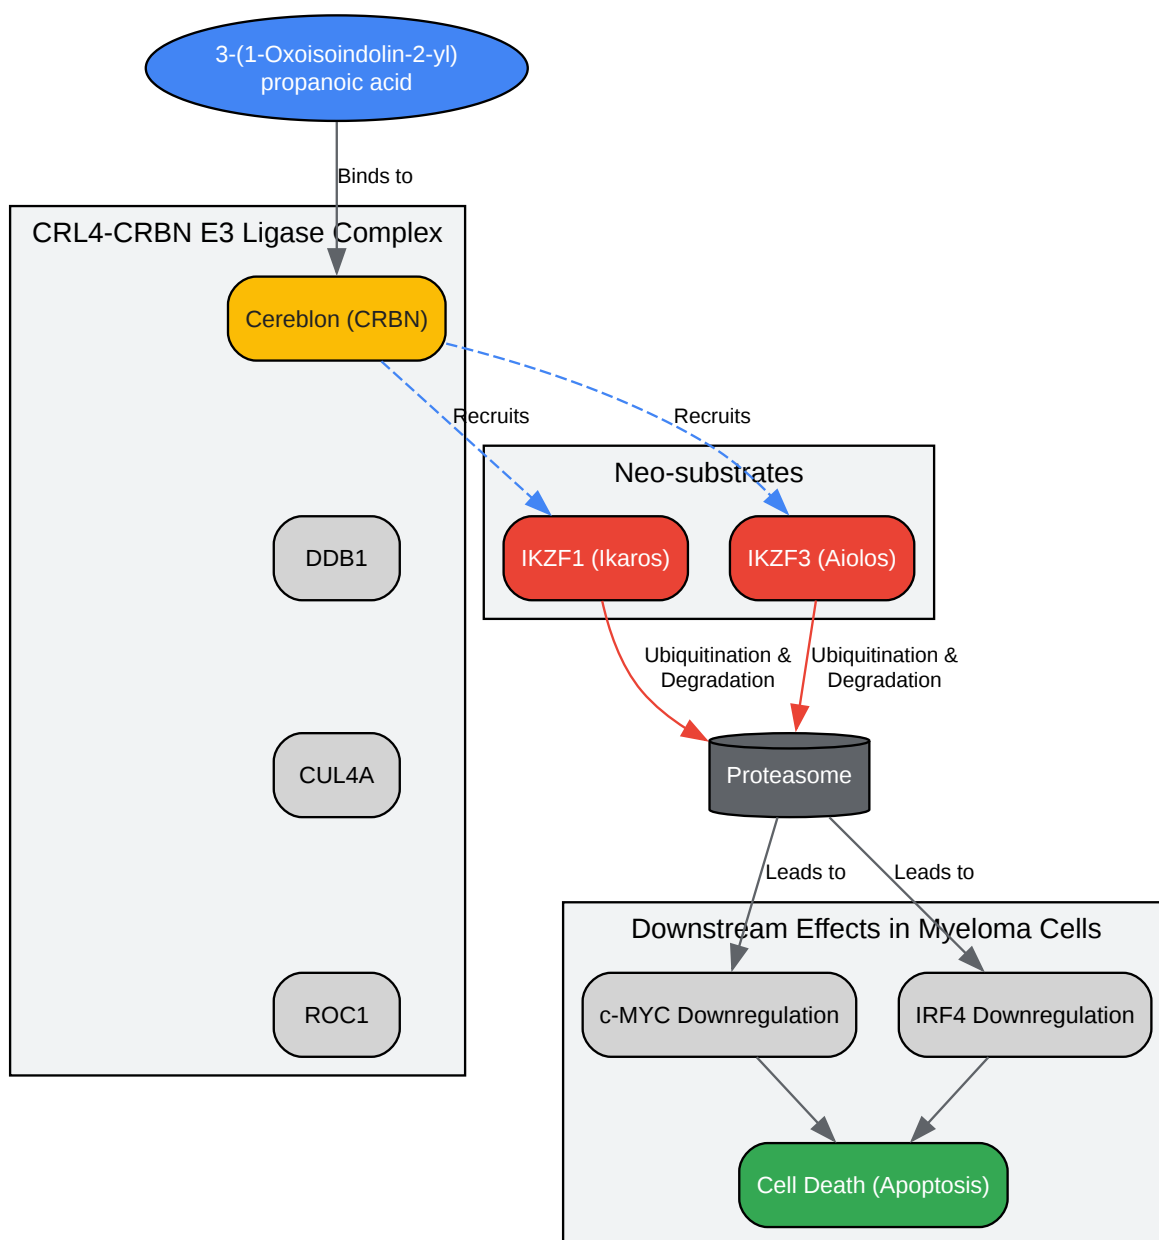 3-(1-Oxoisoindolin-2-yl)
propanoic acid
Binds to
CRL4-CRBN E3 Ligase Complex
Cereblon (CRBN)
Recruits
Recruits
Neo-substrates
DDB1
IKZF1 (Ikaros)
IKZF3 (Aiolos)
Ubiquitination &
Degradation
Ubiquitination &
Degradation
CUL4A
Proteasome
Leads to
Leads to
Downstream Effects in Myeloma Cells
ROC1
c-MYC Downregulation
IRF4 Downregulation
Cell Death (Apoptosis)